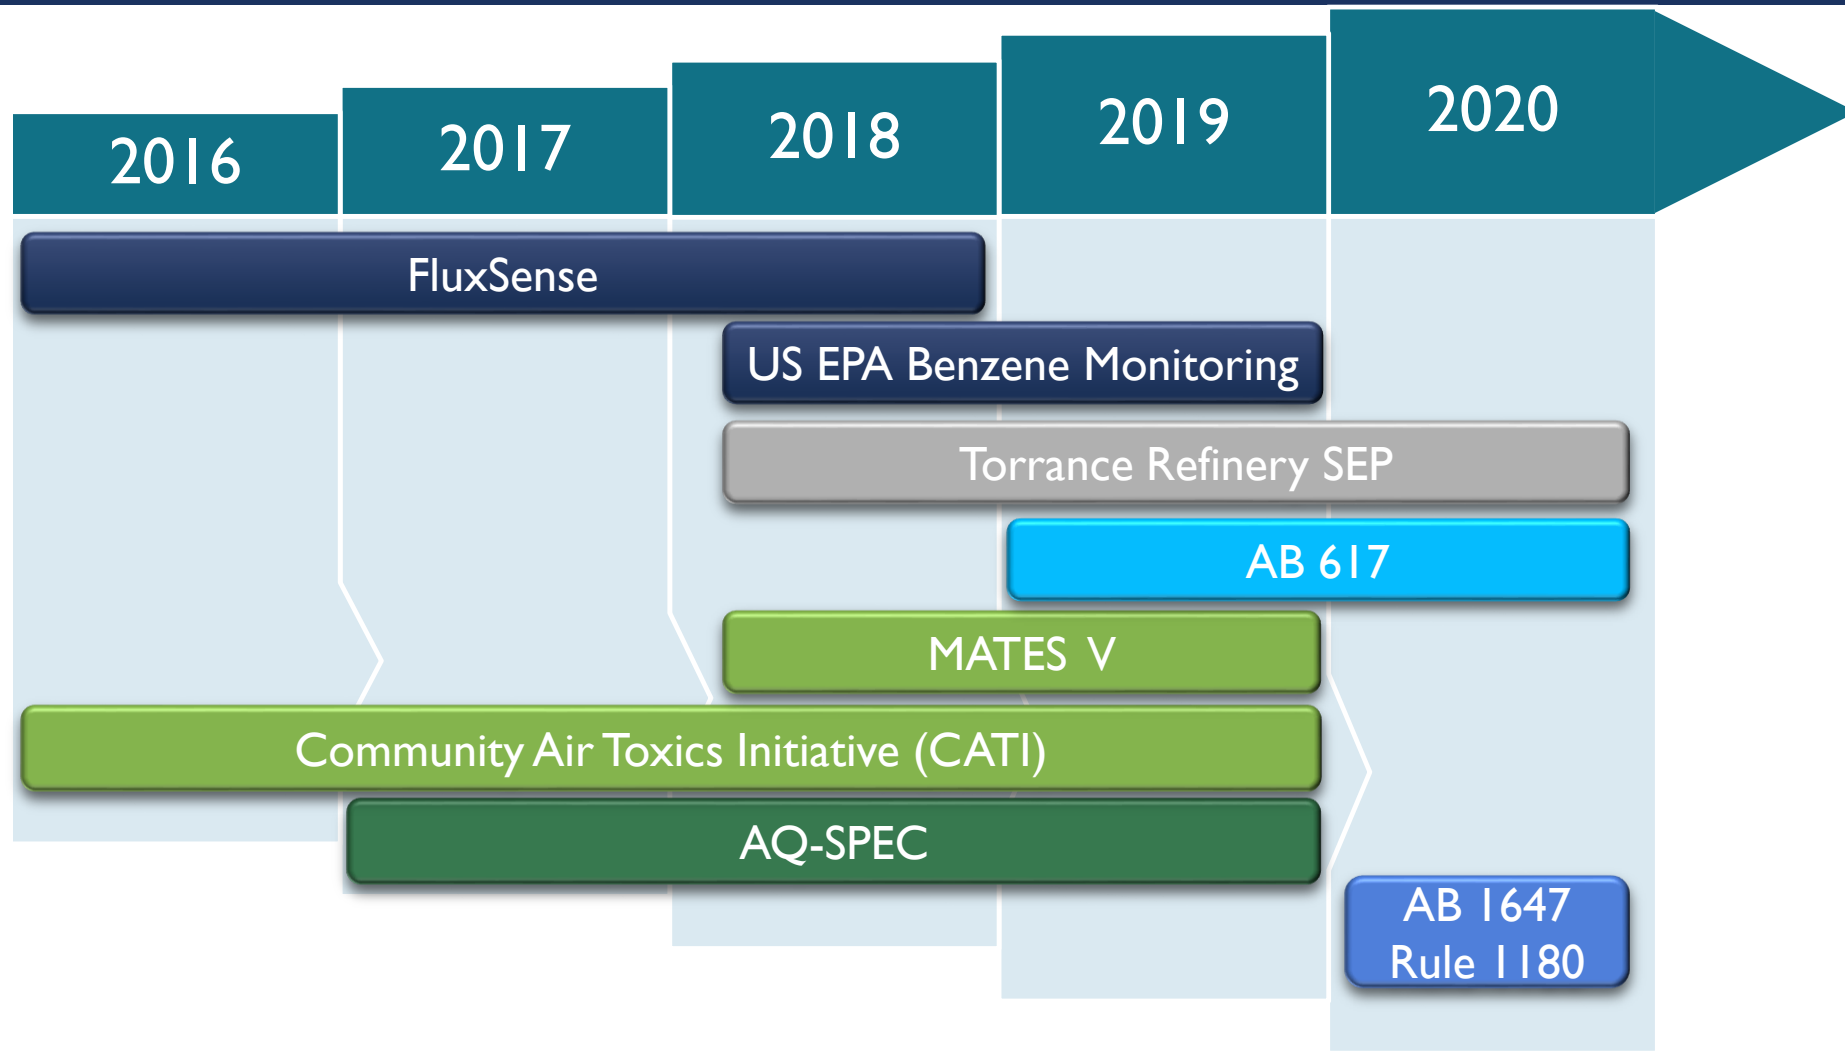 2016
2017
2018
2019
2020
FluxSense
US EPA Benzene Monitoring
Torrance Refinery SEP
AB 617
MATES V
Community Air Toxics Initiative (CATI)
AQ-SPEC
AB 1647
Rule 1180